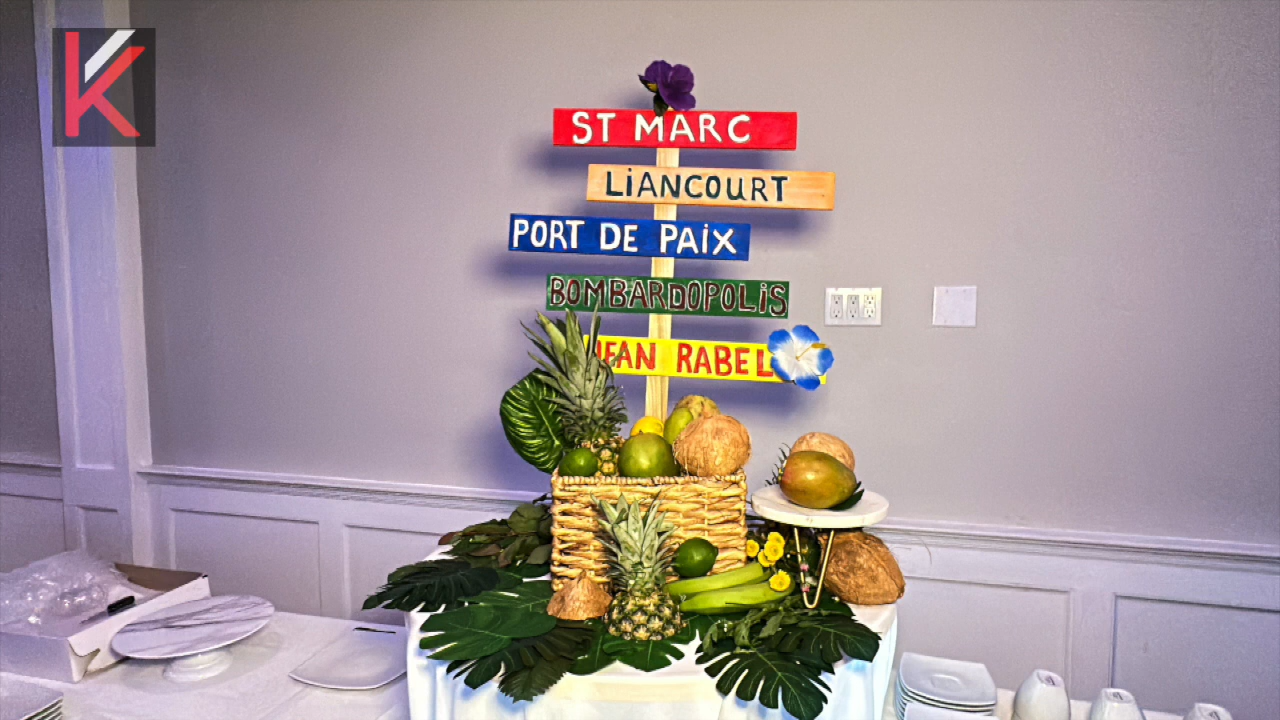 K
ST MARC
LiANCOURT
PORT DE PAiX
BOMBARDOPOLiS
JEAN RABEL